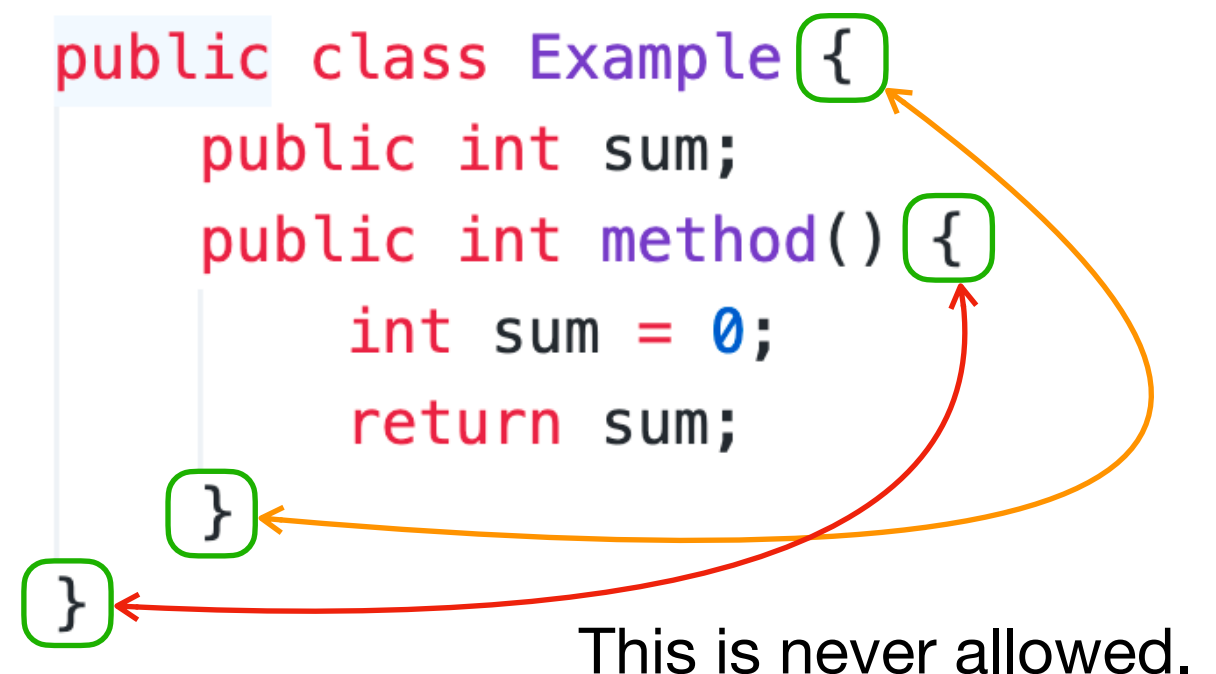 public class Example {
public int sum;
public int method() {
int sum = 0;
return sum;
}
}
This is never allowed.